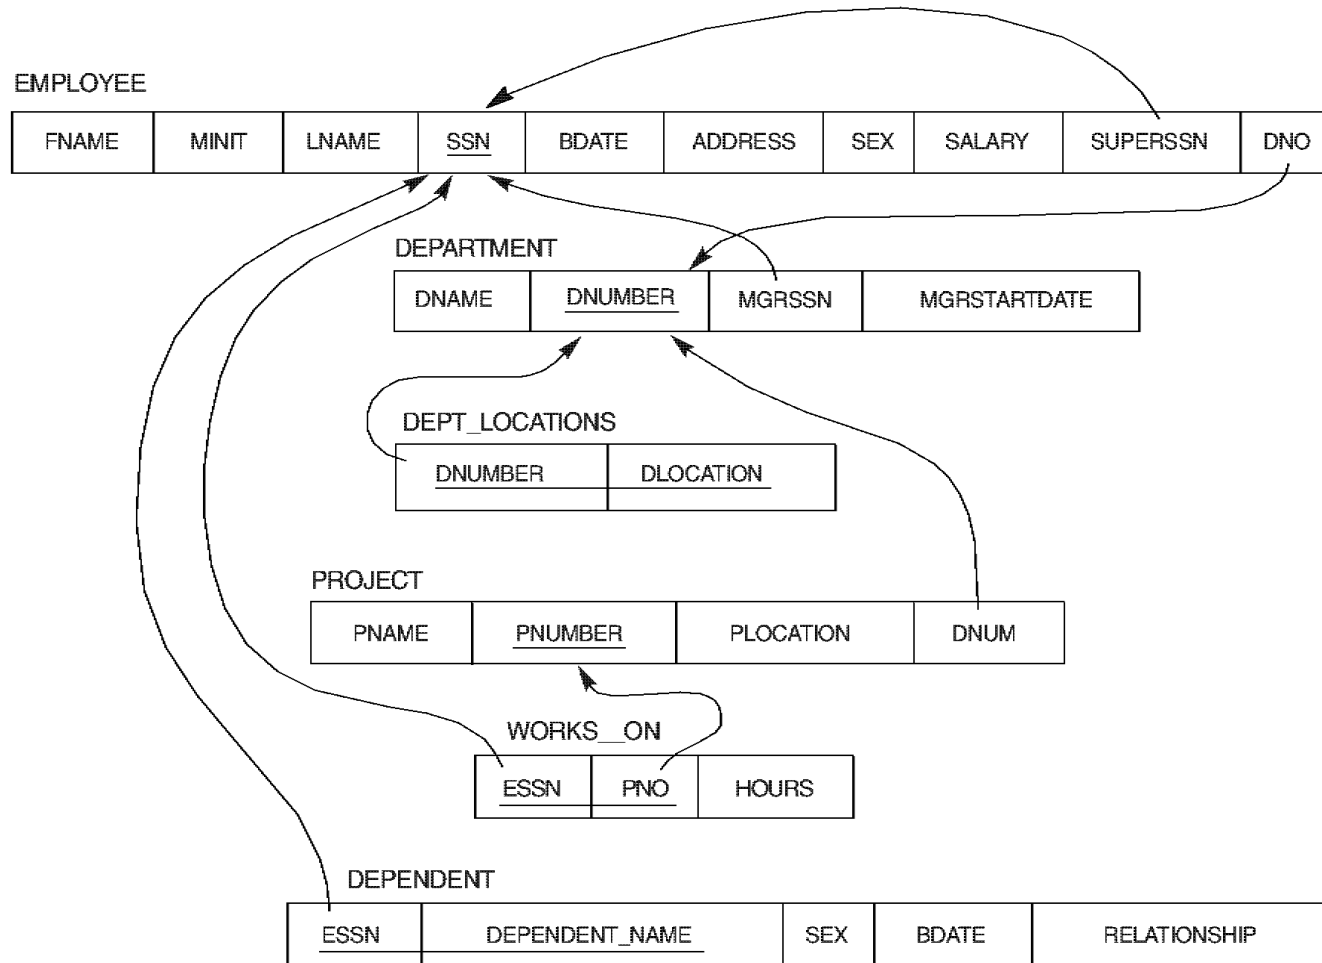 EMPLOYEE
FNAME MINIT LNAME SSN BDATE ADDRESS SEX SALARY SUPERSSN DNO
DEPARTMENT
DNAME DNUMBER MGRSSN MGRSTARTDATE
DEPT_LOCATIONS
DNUMBER DLOCATION
PROJECT
PNAME PNUMBER PLOCATION DNUM
WORKS__ON
ESSN PNO HOURS
DEPENDENT
ESSN DEPENDENT_NAME SEX BDATE RELATIONSHIP